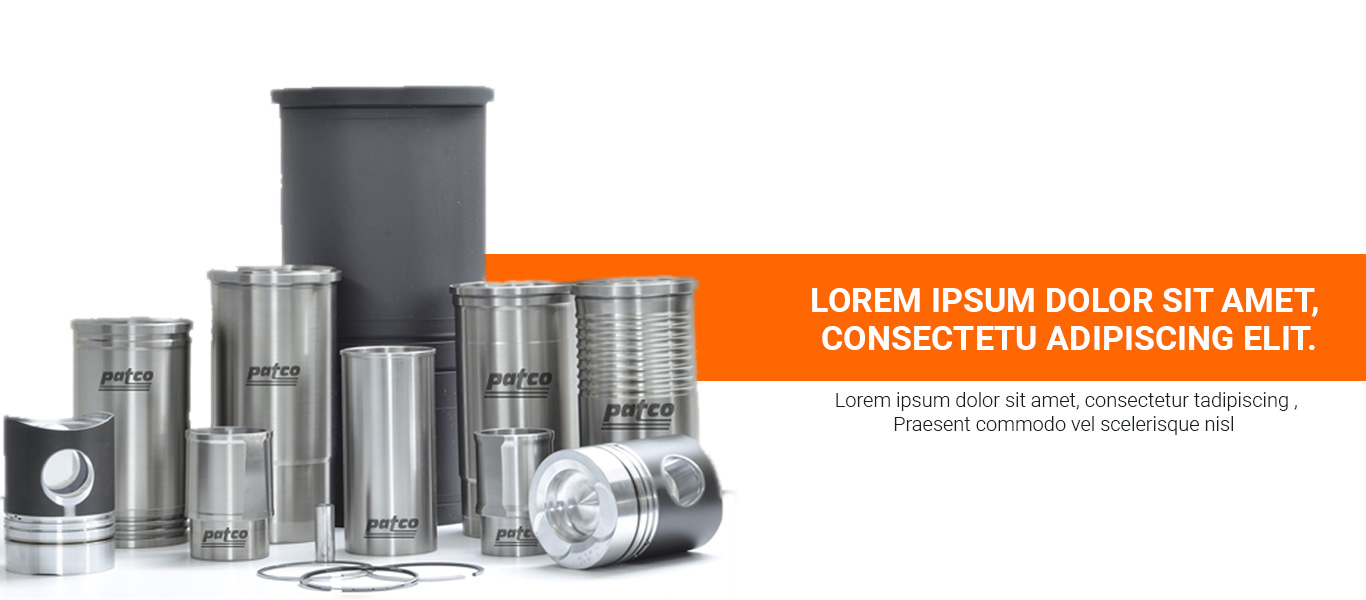 patco
patco
patco
patco
patco
patco
patco
LOREM IPSUM DOLOR SIT AMET,
CONSECTETU ADIPISCING ELIT.
Lorem ipsum dolor sit amet, consectetur tadipiscing ,
Praesent commodo vel scelerisque nisl